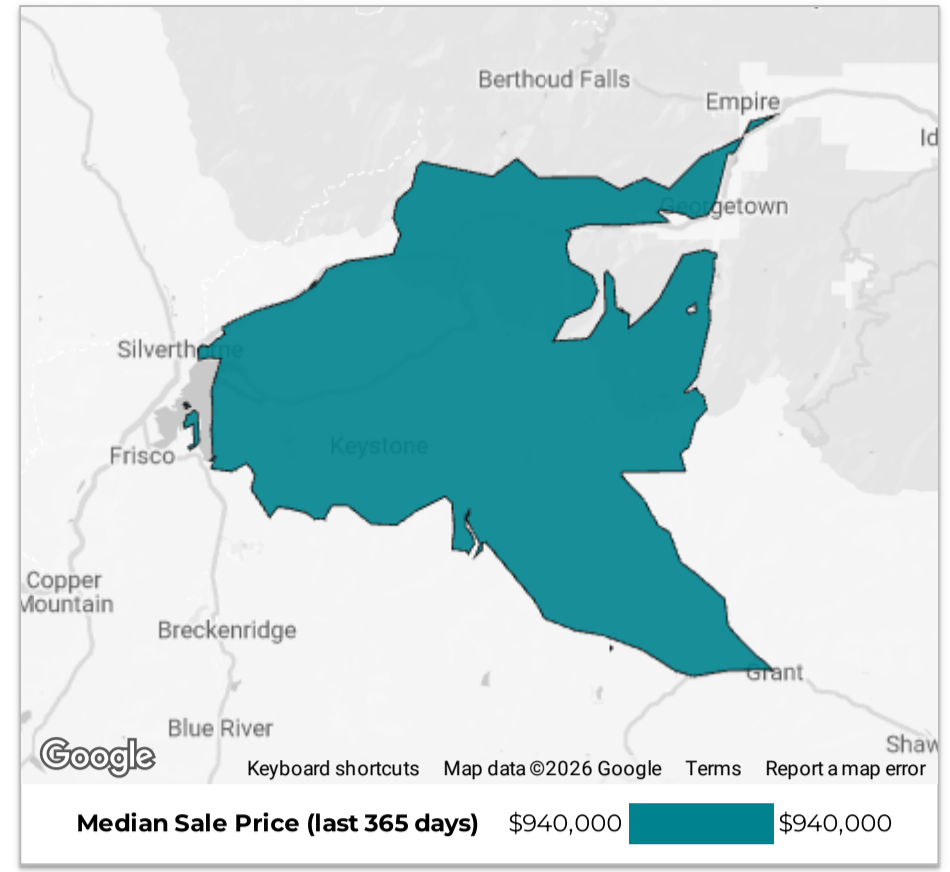 Berthoud Falls
Empire
Id
Georgetown
Silverthorne
Keystone
Frisco
Copper
Mountain
Breckenridge
Grant
Blue River
Shaw
Google
Keyboard shortcuts Map data ©2026 Google Terms Report a map error
Median Sale Price (last 365 days) $940,000 $940,000